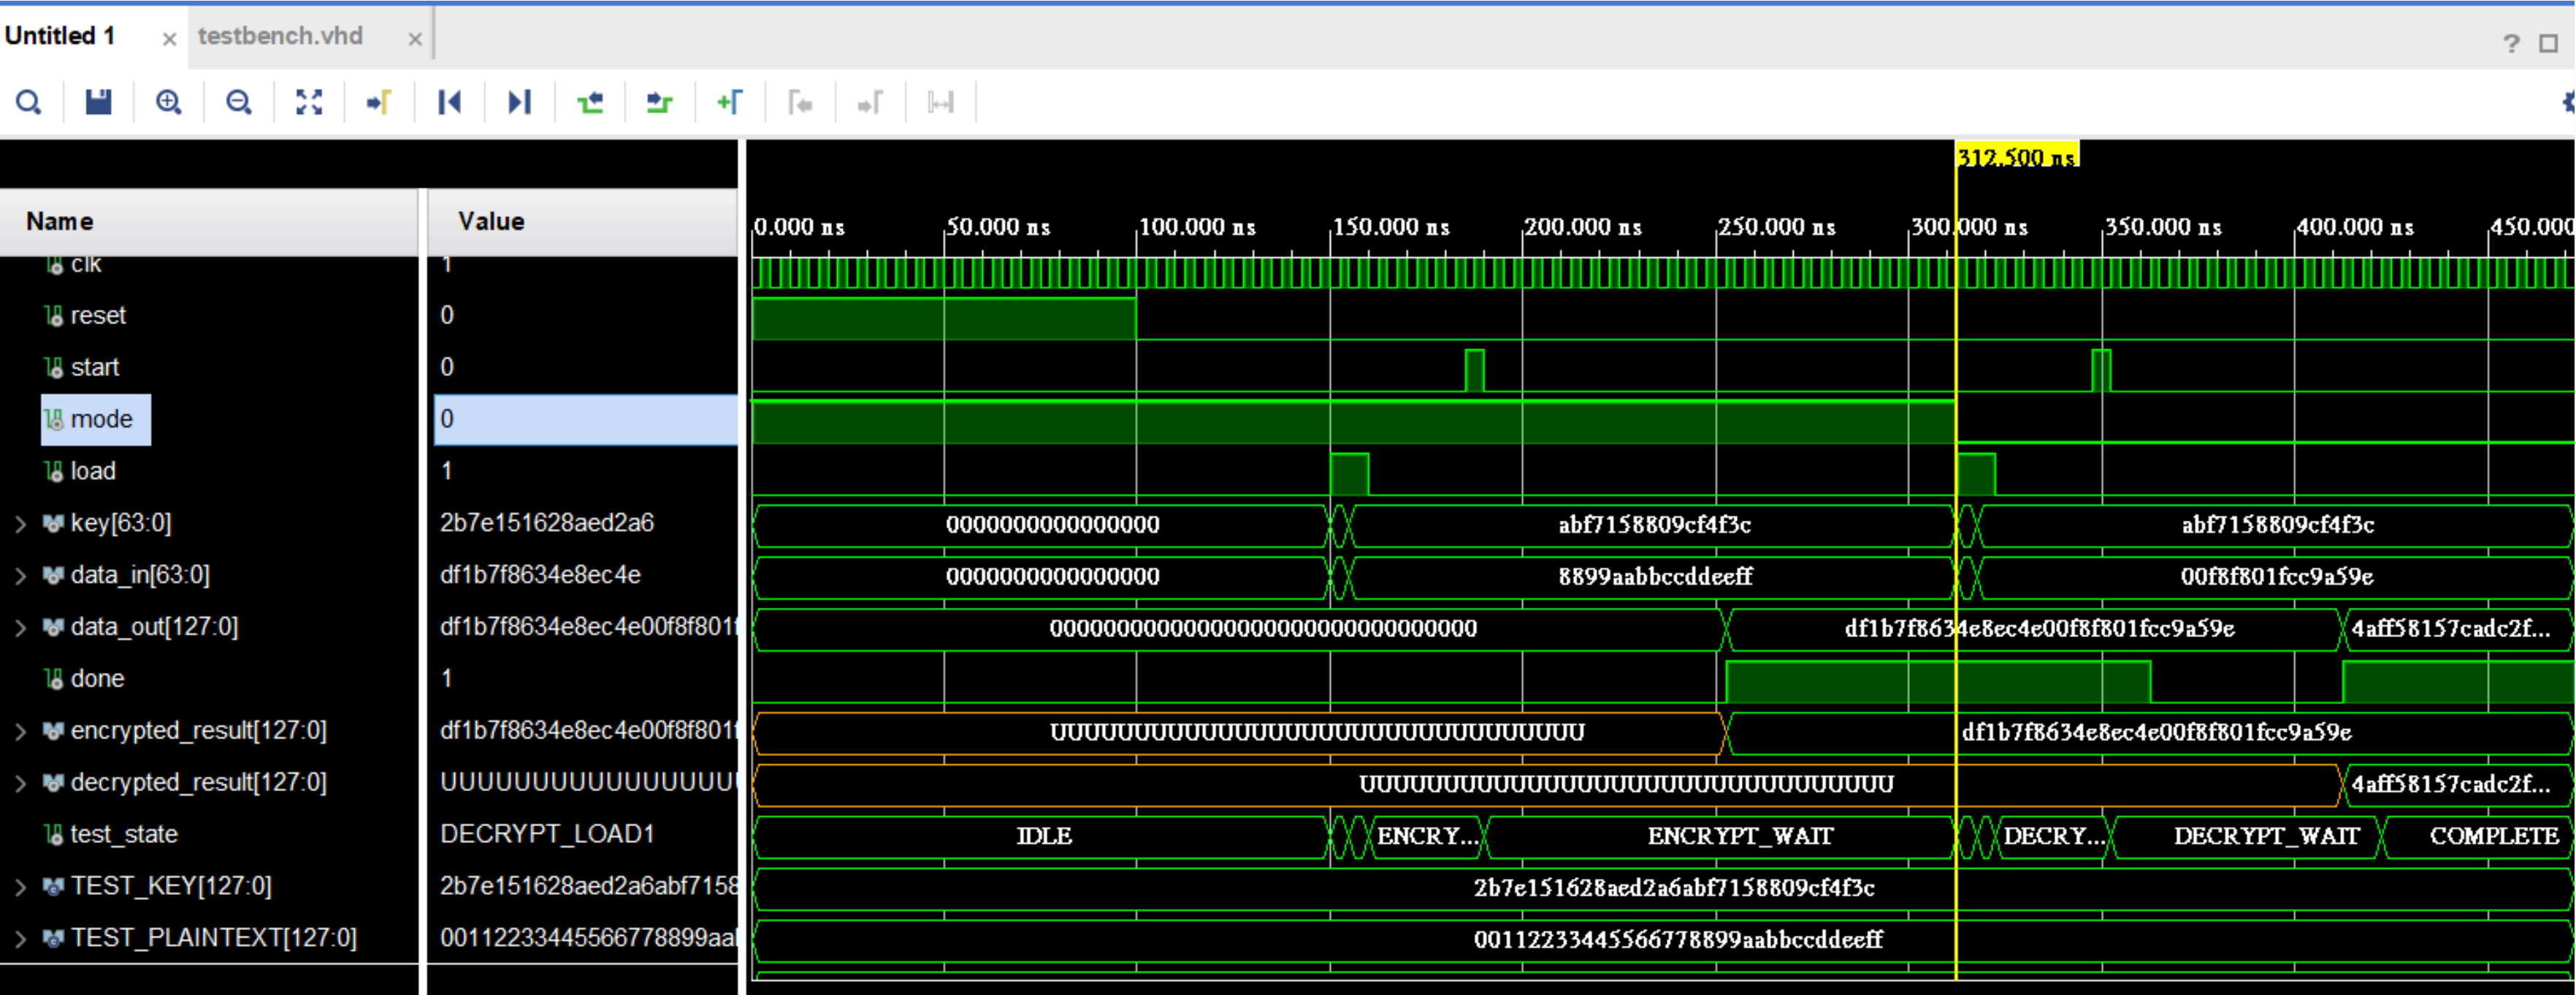 Untitled 1 × testbench.vhd × ?
312.500 ns
Name Value 0.000 ns 50.000 ns 100.000 ns 150.000 ns 200.000 ns 250.000 ns 300.000 ns 350.000 ns 400.000 ns 450.000
clk 1
reset 0
start 0
mode 0
load 1
key[63:0] 2b7e151628aed2a6 0000000000000000 abf7158809cf4f3c abf7158809cf4f3c
data_in[63:0] df1b7f8634e8ec4e 0000000000000000 8899aabbccddeeff 00f8f801fcc9a59e
data_out[127:0] df1b7f8634e8ec4e00f8f801f 00000000000000000000000000000000 df1b7f8634e8ec4e00f8f801fcc9a59e 4aff58157cadc2f...
done 1
encrypted_result[127:0] df1b7f8634e8ec4e00f8f801f UUUUUUUUUUUUUUUUUUUUUUUUUUUUUUUU df1b7f8634e8ec4e00f8f801fcc9a59e
decrypted_result[127:0] UUUUUUUUUUUUUUUU UUUUUUUUUUUUUUUUUUUUUUUUUUUUUUUU 4aff58157cadc2f...
test_state DECRYPT_LOAD1 IDLE ENCRY... ENCRYPT_WAIT DECRY... DECRYPT_WAIT COMPLETE
TEST_KEY[127:0] 2b7e151628aed2a6abf7158 2b7e151628aed2a6abf7158809cf4f3c
TEST_PLAINTEXT[127:0] 00112233445566778899aa 00112233445566778899aabbccddeeff